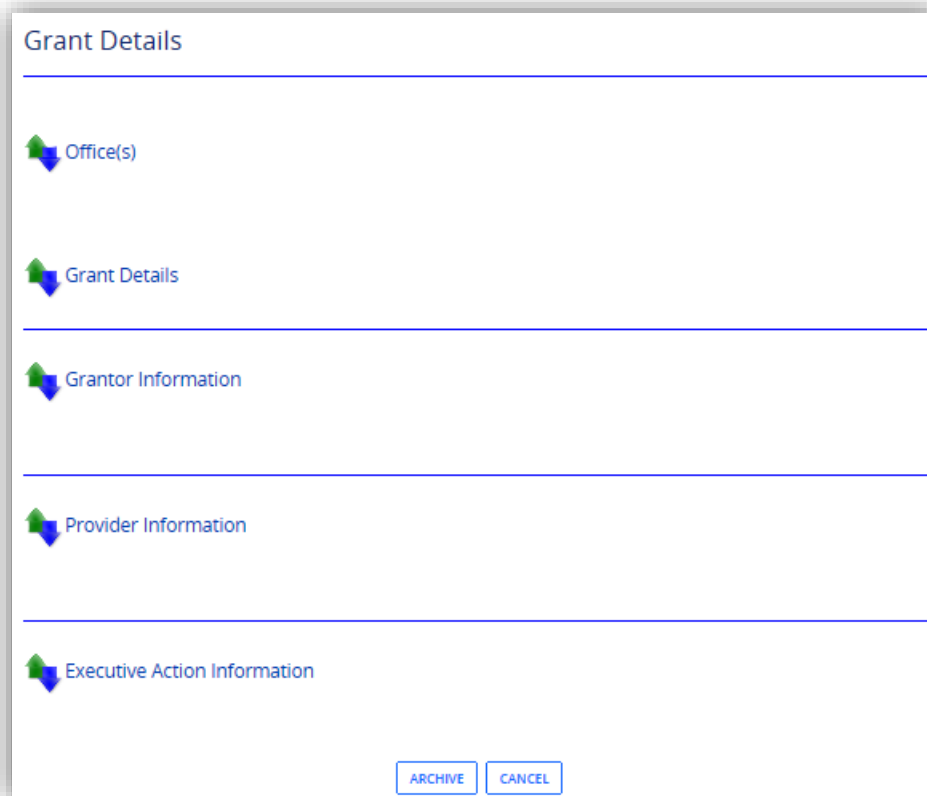 Grant Details
Office(s)
Grant Details
Grantor Information
Provider Information
Executive Action Information
ARCHIVE CANCEL